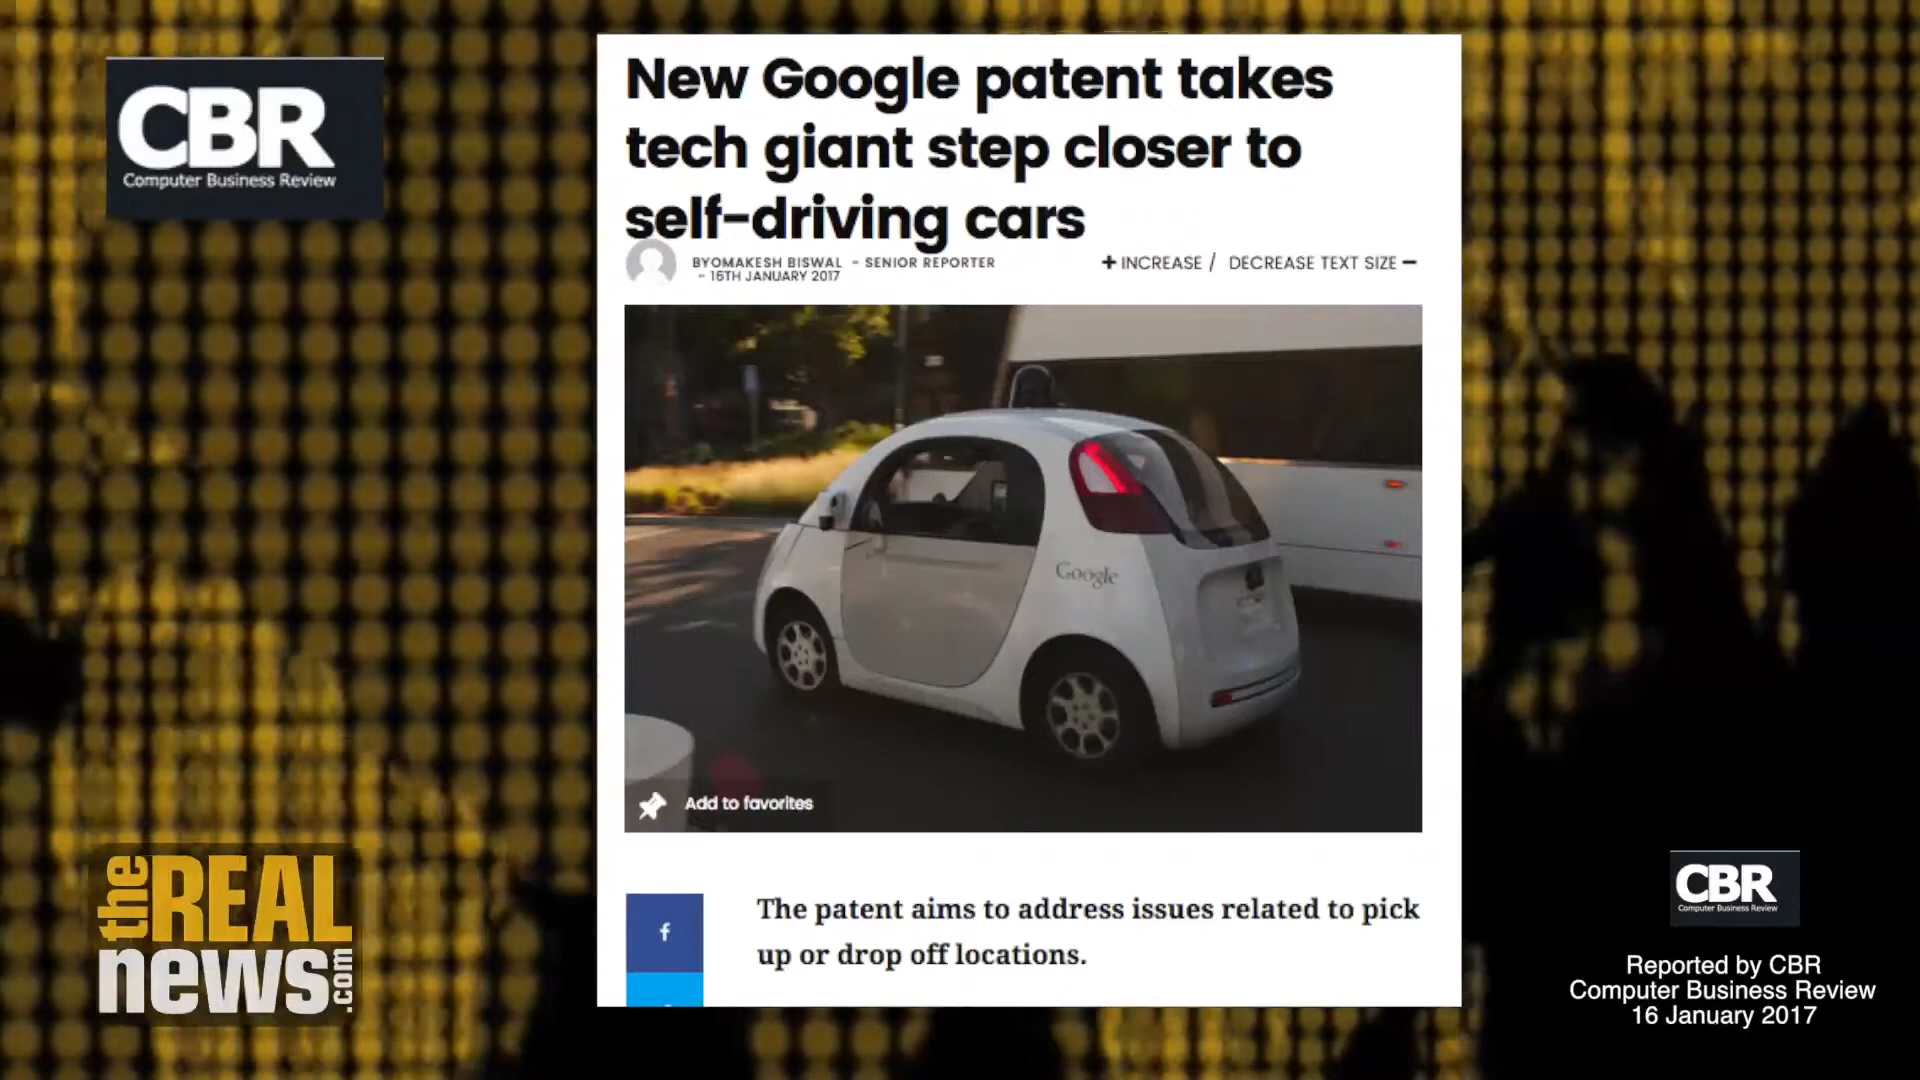 CBR
Computer Business Review
New Google patent takes
tech giant step closer to
self-driving cars
BYOMAKESH BISWAL - SENIOR REPORTER
- 16TH JANUARY 2017
+ INCREASE / DECREASE TEXT SIZE −
Google
Add to favorites
f
The patent aims to address issues related to pick
up or drop off locations.
the REAL
news.com
CBR
Computer Business Review
Reported by CBR
Computer Business Review
16 January 2017